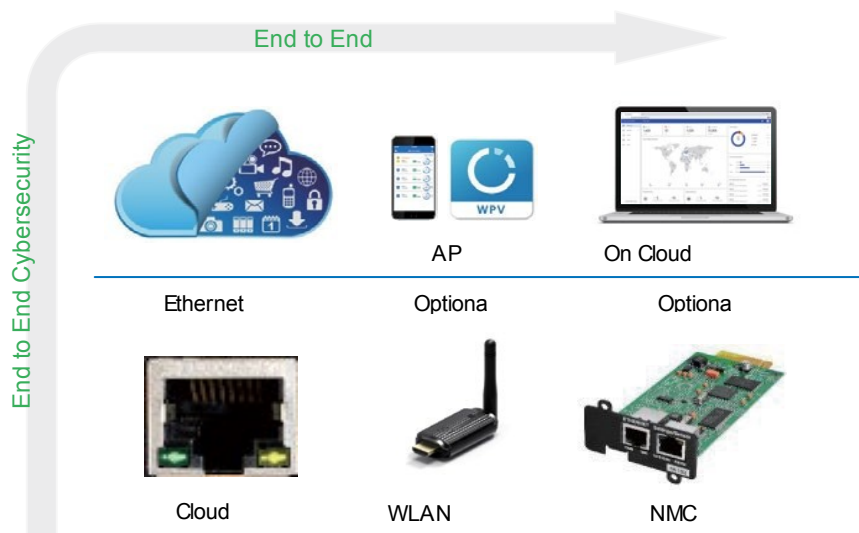 End to End
End to End Cybersecurity
WPV
AP
On Cloud
Ethernet
Optiona
Optiona
Cloud
WLAN
NMC